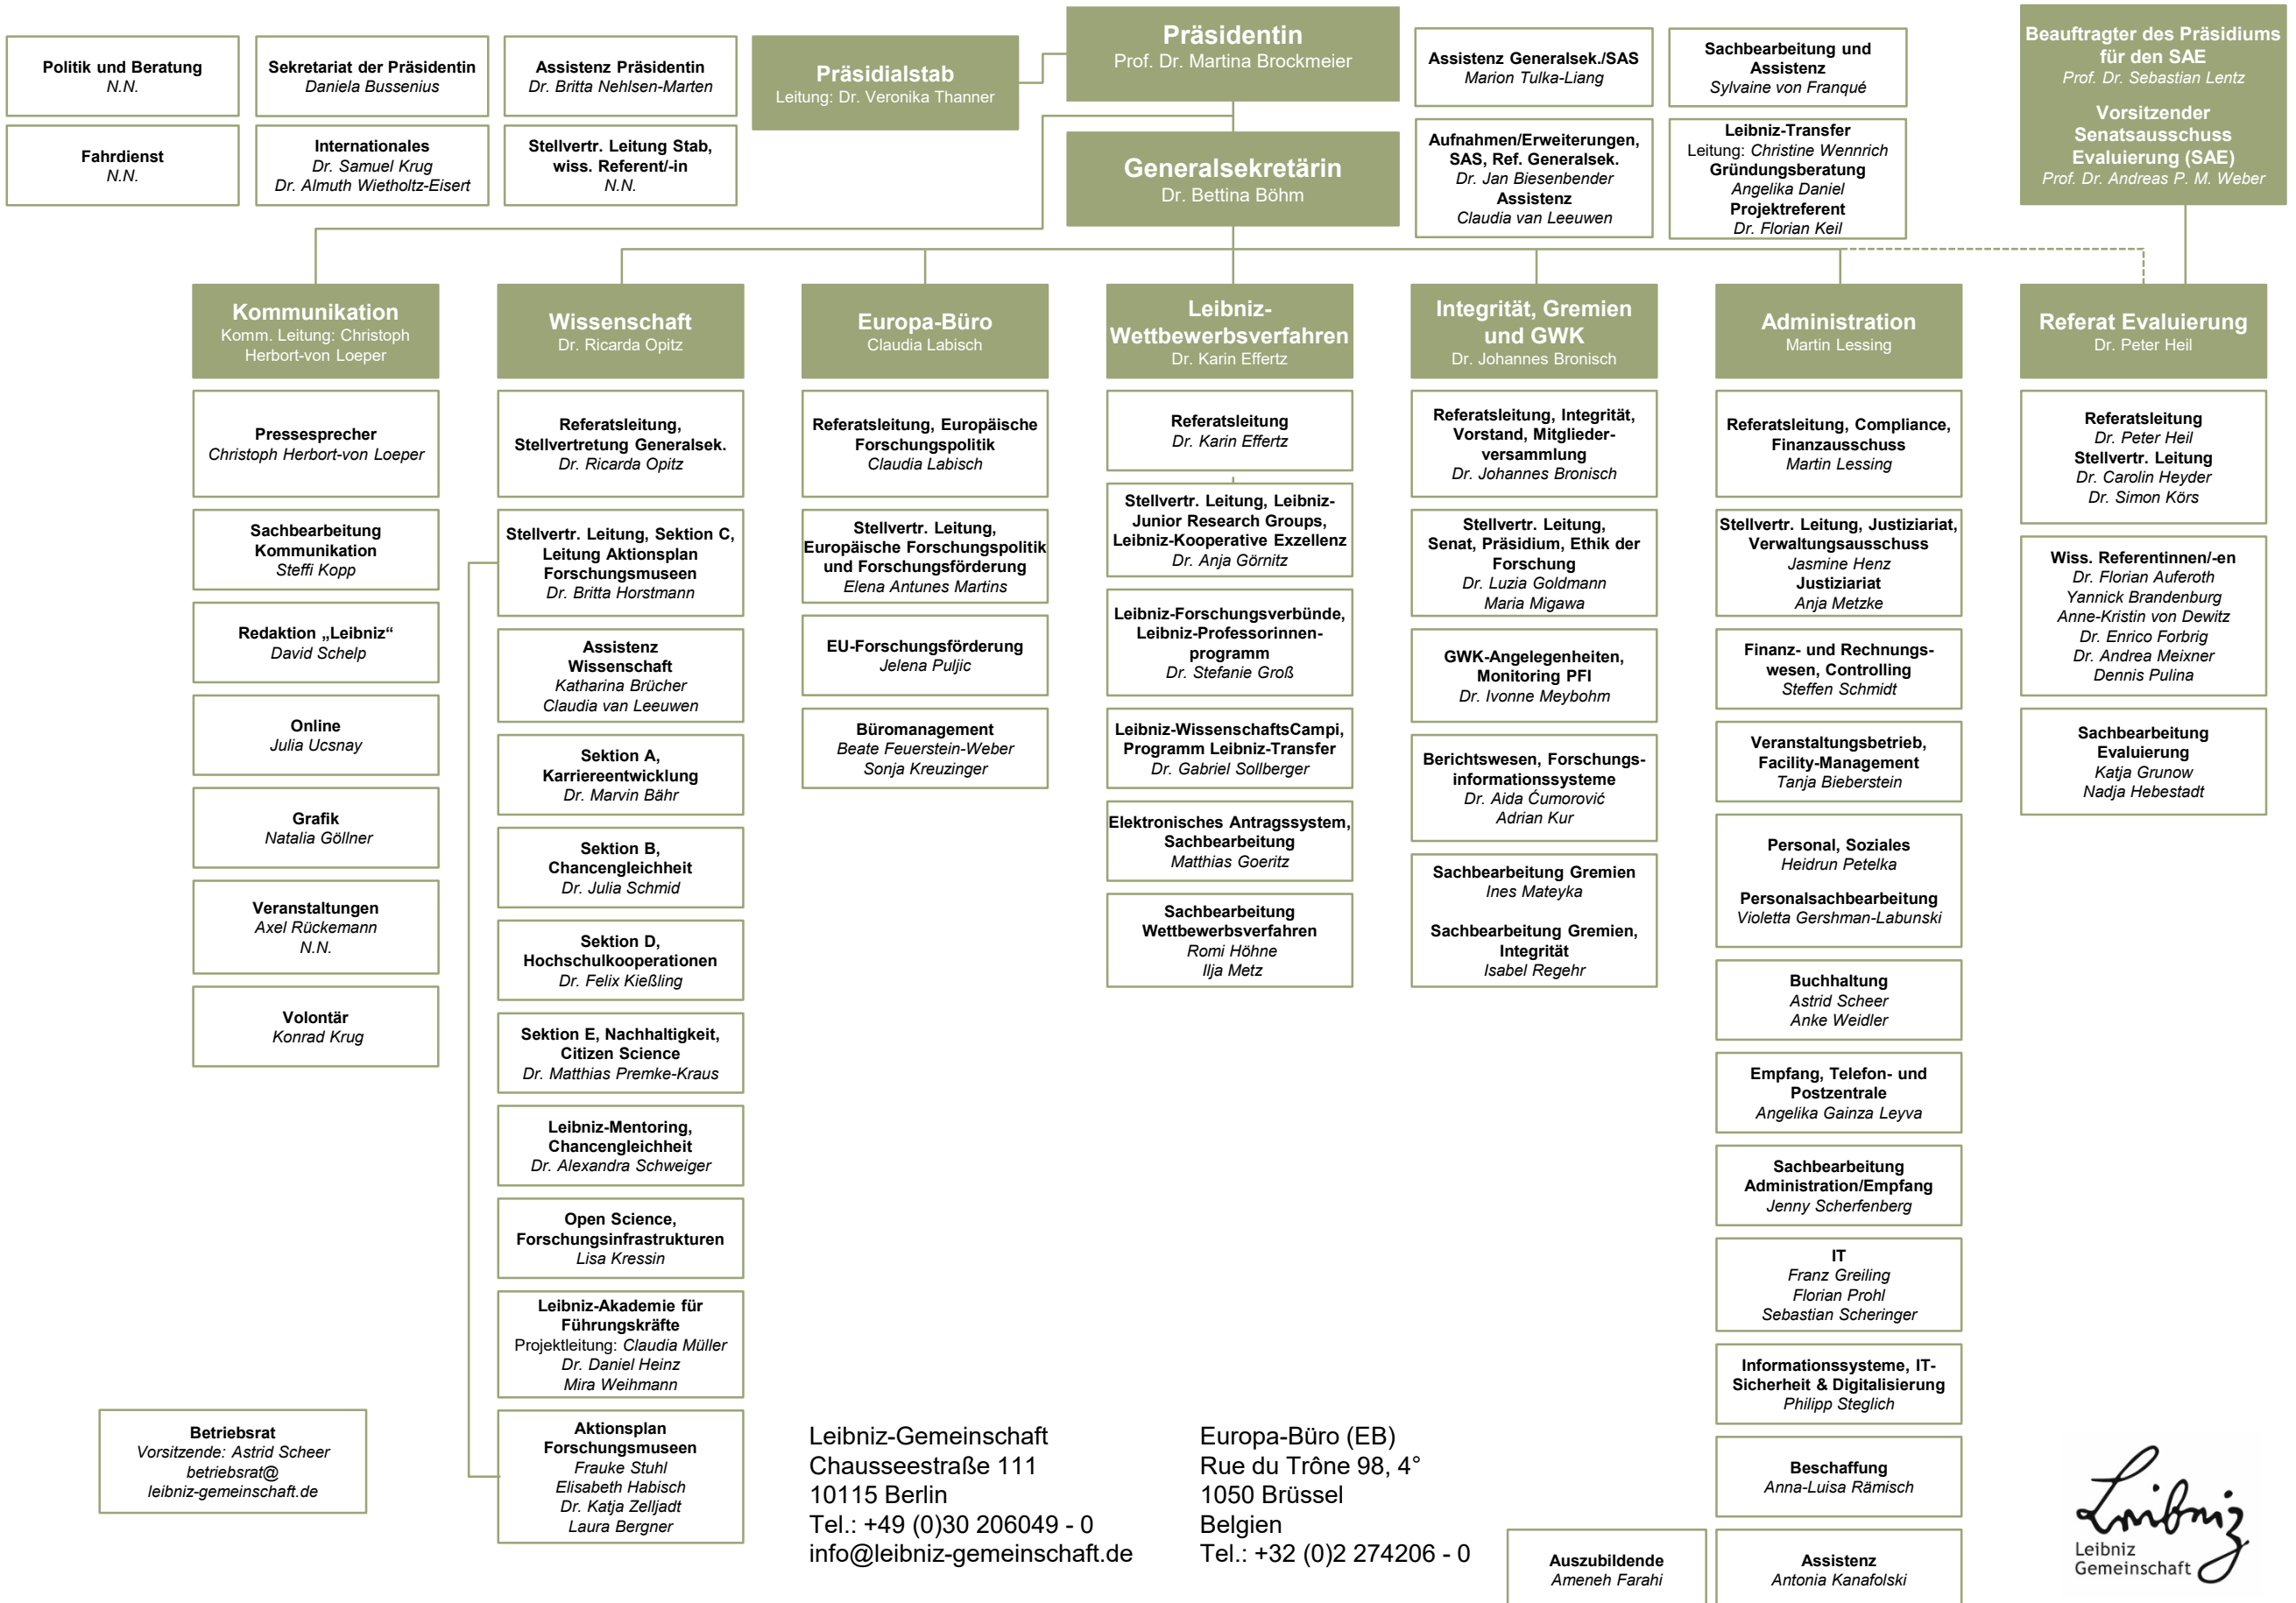 Politik und Beratung
N.N.
Sekretariat der Präsidentin
Daniela Bussenius
Assistenz Präsidentin
Dr. Britta Nehlsen-Marten
Fahrdienst
N.N.
Internationales
Dr. Samuel Krug
Dr. Almuth Wietholtz-Eisert
Stellvertr. Leitung Stab,
wiss. Referent/-in
N.N.
Präsidialstab
Leitung: Dr. Veronika Thanner
Präsidentin
Prof. Dr. Martina Brockmeier
Generalsekretärin
Dr. Bettina Böhm
Assistenz Generalsek./SAS
Marion Tulka-Liang
Sachbearbeitung und
Assistenz
Sylvaine von Franqué
Aufnahmen/Erweiterungen,
SAS, Ref. Generalsek.
Dr. Jan Biesenbender
Assistenz
Claudia van Leeuwen
Leibniz-Transfer
Leitung: Christine Wennrich
Gründungsberatung
Angelika Daniel
Projektreferent
Dr. Florian Keil
Beauftragter des Präsidiums
für den SAE
Prof. Dr. Sebastian Lentz
Vorsitzender
Senatsausschuss
Evaluierung (SAE)
Prof. Dr. Andreas P. M. Weber
Kommunikation
Komm. Leitung: Christoph
Herbort-von Loeper
Pressesprecher
Christoph Herbort-von Loeper
Sachbearbeitung
Kommunikation
Steffi Kopp
Redaktion „Leibniz“
David Schelp
Online
Julia Ucsnay
Grafik
Natalia Göllner
Veranstaltungen
Axel Rückemann
N.N.
Volontär
Konrad Krug
Wissenschaft
Dr. Ricarda Opitz
Referatsleitung,
Stellvertretung Generalsek.
Dr. Ricarda Opitz
Stellvertr. Leitung, Sektion C,
Leitung Aktionsplan
Forschungsmuseen
Dr. Britta Horstmann
Assistenz
Wissenschaft
Katharina Brücher
Claudia van Leeuwen
Sektion A,
Karriereentwicklung
Dr. Marvin Bähr
Sektion B,
Chancengleichheit
Dr. Julia Schmid
Sektion D,
Hochschulkooperationen
Dr. Felix Kießling
Sektion E, Nachhaltigkeit,
Citizen Science
Dr. Matthias Premke-Kraus
Leibniz-Mentoring,
Chancengleichheit
Dr. Alexandra Schweiger
Open Science,
Forschungsinfrastrukturen
Lisa Kressin
Leibniz-Akademie für
Führungskräfte
Projektleitung: Claudia Müller
Dr. Daniel Heinz
Mira Weihmann
Aktionsplan
Forschungsmuseen
Frauke Stuhl
Elisabeth Habisch
Dr. Katja Zelljadt
Laura Bergner
Europa-Büro
Claudia Labisch
Referatsleitung, Europäische
Forschungspolitik
Claudia Labisch
Stellvertr. Leitung,
Europäische Forschungspolitik
und Forschungsförderung
Elena Antunes Martins
EU-Forschungsförderung
Jelena Puljic
Büromanagement
Beate Feuerstein-Weber
Sonja Kreuzinger
Leibniz-
Wettbewerbsverfahren
Dr. Karin Effertz
Referatsleitung
Dr. Karin Effertz
Stellvertr. Leitung, Leibniz-
Junior Research Groups,
Leibniz-Kooperative Exzellenz
Dr. Anja Görnitz
Leibniz-Forschungsverbünde,
Leibniz-Professorinnen-
programm
Dr. Stefanie Groß
Leibniz-WissenschaftsCampi,
Programm Leibniz-Transfer
Dr. Gabriel Sollberger
Elektronisches Antragssystem,
Sachbearbeitung
Matthias Goeritz
Sachbearbeitung
Wettbewerbsverfahren
Romi Höhne
Ilja Metz
Integrität, Gremien
und GWK
Dr. Johannes Bronisch
Referatsleitung, Integrität,
Vorstand, Mitglieder-
versammlung
Dr. Johannes Bronisch
Stellvertr. Leitung,
Senat, Präsidium, Ethik der
Forschung
Dr. Luzia Goldmann
Maria Migawa
GWK-Angelegenheiten,
Monitoring PFI
Dr. Ivonne Meybohm
Berichtswesen, Forschungs-
informationssysteme
Dr. Aida Ćumorović
Adrian Kur
Sachbearbeitung Gremien
Ines Mateyka
Sachbearbeitung Gremien,
Integrität
Isabel Regehr
Administration
Martin Lessing
Referatsleitung, Compliance,
Finanzausschuss
Martin Lessing
Stellvertr. Leitung, Justiziariat,
Verwaltungsausschuss
Jasmine Henz
Justiziariat
Anja Metzke
Finanz- und Rechnungs-
wesen, Controlling
Steffen Schmidt
Veranstaltungsbetrieb,
Facility-Management
Tanja Bieberstein
Personal, Soziales
Heidrun Petelka
Personalsachbearbeitung
Violetta Gershman-Labunski
Buchhaltung
Astrid Scheer
Anke Weidler
Empfang, Telefon- und
Postzentrale
Angelika Gainza Leyva
Sachbearbeitung
Administration/Empfang
Jenny Scherfenberg
IT
Franz Greiling
Florian Prohl
Sebastian Scheringer
Informationssysteme, IT-
Sicherheit & Digitalisierung
Philipp Steglich
Beschaffung
Anna-Luisa Rämisch
Auszubildende
Ameneh Farahi
Assistenz
Antonia Kanafolski
Referat Evaluierung
Dr. Peter Heil
Referatsleitung
Dr. Peter Heil
Stellvertr. Leitung
Dr. Carolin Heyder
Dr. Simon Körs
Wiss. Referentinnen/-en
Dr. Florian Auferoth
Yannick Brandenburg
Anne-Kristin von Dewitz
Dr. Enrico Forbrig
Dr. Andrea Meixner
Dennis Pulina
Sachbearbeitung
Evaluierung
Katja Grunow
Nadja Hebestadt
Betriebsrat
Vorsitzende: Astrid Scheer
betriebsrat@
leibniz-gemeinschaft.de
Leibniz-Gemeinschaft
Chausseestraße 111
10115 Berlin
Tel.: +49 (0)30 206049 - 0
info@leibniz-gemeinschaft.de
Europa-Büro (EB)
Rue du Trône 98, 4°
1050 Brüssel
Belgien
Tel.: +32 (0)2 274206 - 0
Leibniz
Leibniz
Gemeinschaft